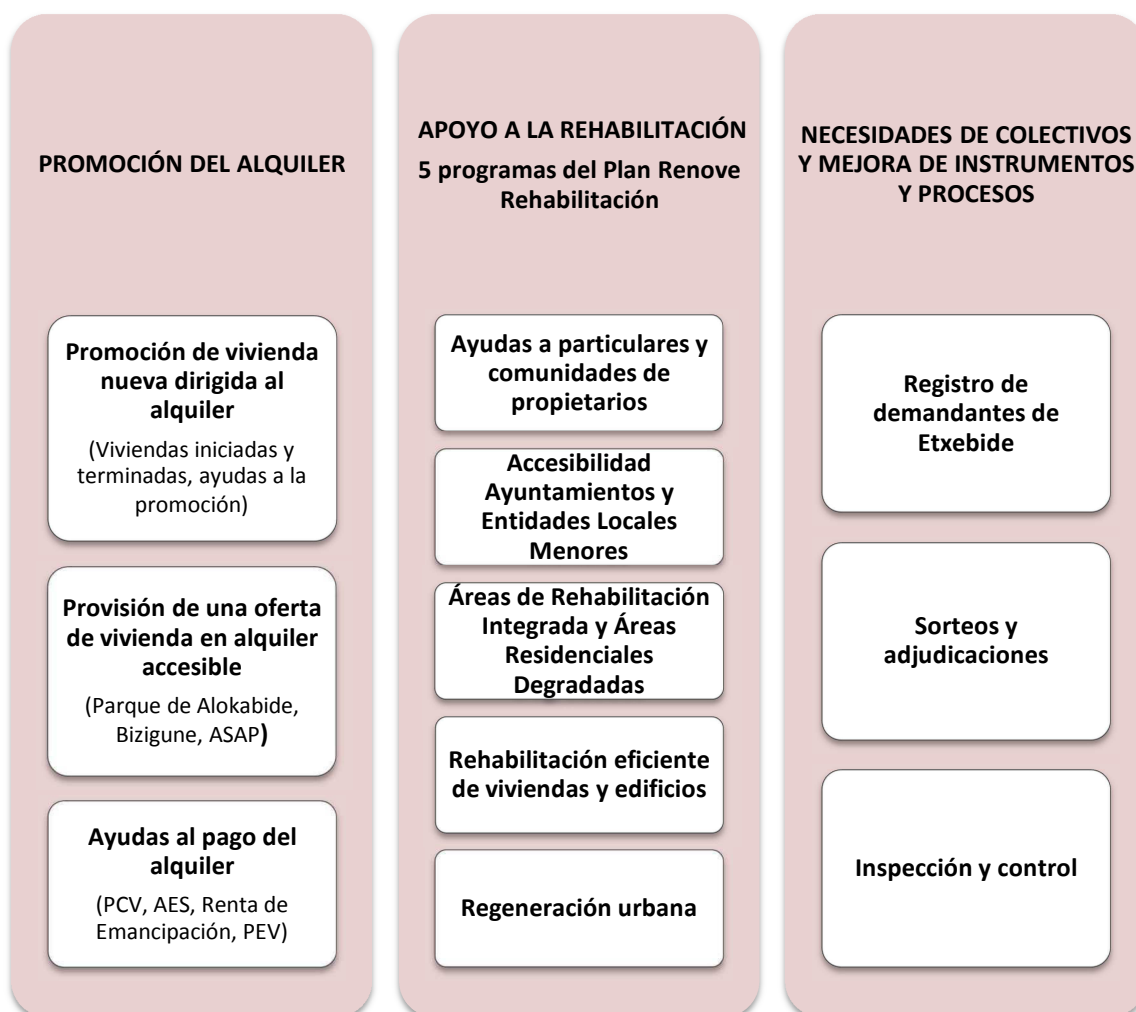 PROMOCIÓN DEL ALQUILER
Promoción de vivienda
nueva dirigida al
alquiler
(Viviendas iniciadas y
terminadas, ayudas a la
promoción)
Provisión de una oferta
de vivienda en alquiler
accesible
(Parque de Alokabide,
Bizigune, ASAP)
Ayudas al pago del
alquiler
(PCV, AES, Renta de
Emancipación, PEV)
APOYO A LA REHABILITACIÓN
5 programas del Plan Renove
Rehabilitación
Ayudas a particulares y
comunidades de
propietarios
Accesibilidad
Ayuntamientos y
Entidades Locales
Menores
Áreas de Rehabilitación
Integrada y Áreas
Residenciales
Degradadas
Rehabilitación eficiente
de viviendas y edificios
Regeneración urbana
NECESIDADES DE COLECTIVOS
Y MEJORA DE INSTRUMENTOS
Y PROCESOS
Registro de
demandantes de
Etxebide
Sorteos y
adjudicaciones
Inspección y control